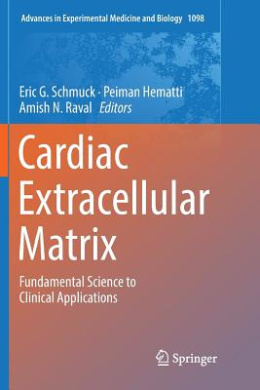 Advances in Experimental Medicine and Biology 1098
Eric G. Schmuck · Peiman Hematti
Amish N. Raval Editors
Cardiac
Extracellular
Matrix
Fundamental Science to
Clinical Applications
Springer